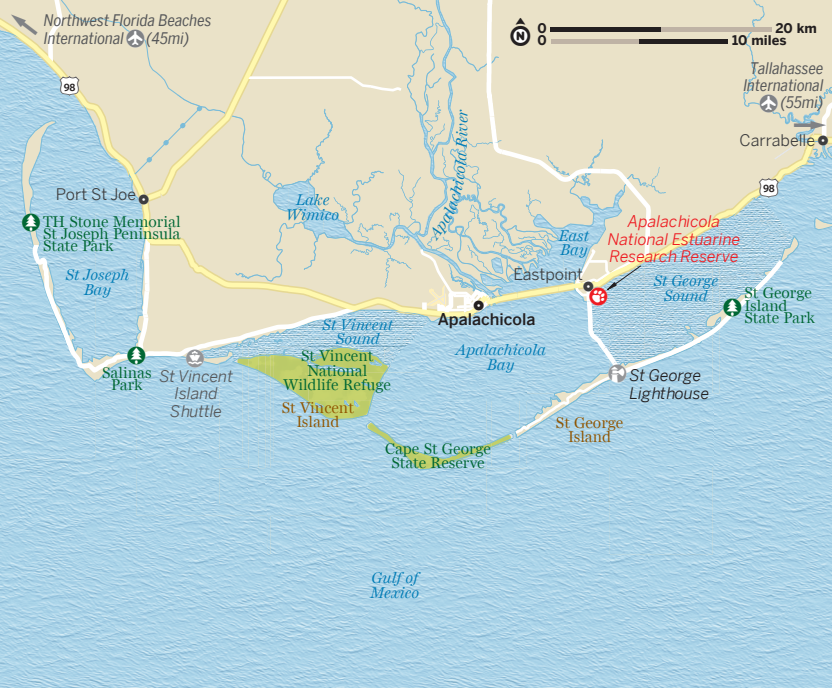 Northwest Florida Beaches
International (45mi)
N
0 20 km
0 10 miles
Tallahassee
International
(55mi)
98
Carrabelle
98
Port St Joe
Lake
Wimico
Apalachicola River
TH Stone Memorial
St Joseph Peninsula
State Park
East
Bay
Apalachicola
National Estuarine
Research Reserve
St Joseph
Bay
Eastpoint
St George
Sound
St George
Island
State Park
Apalachicola
St Vincent
Sound
Apalachicola
Bay
Salinas
Park
St Vincent
Island
Shuttle
St Vincent
National
Wildlife Refuge
St Vincent
Island
St George
Lighthouse
St George
Island
Cape St George
State Reserve
Gulf of
Mexico